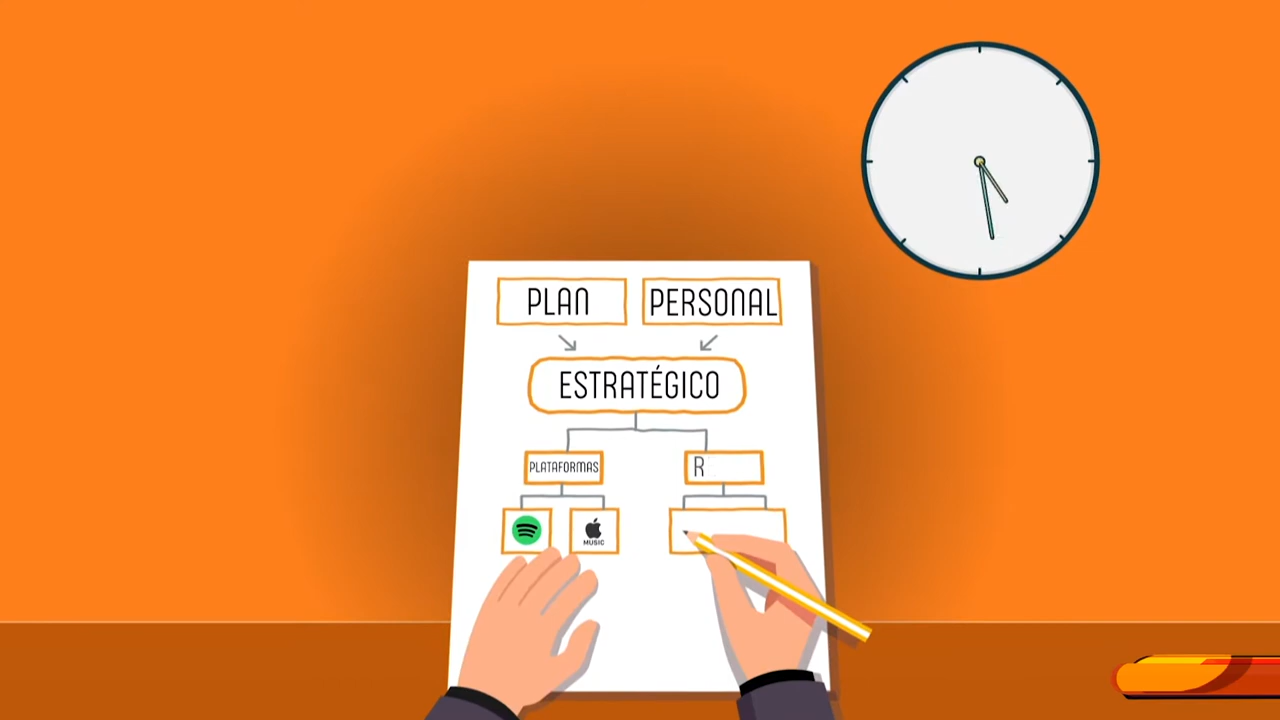 PLAN
PERSONAL
ESTRATÉGICO
PLATAFORMAS
R
MUSIC